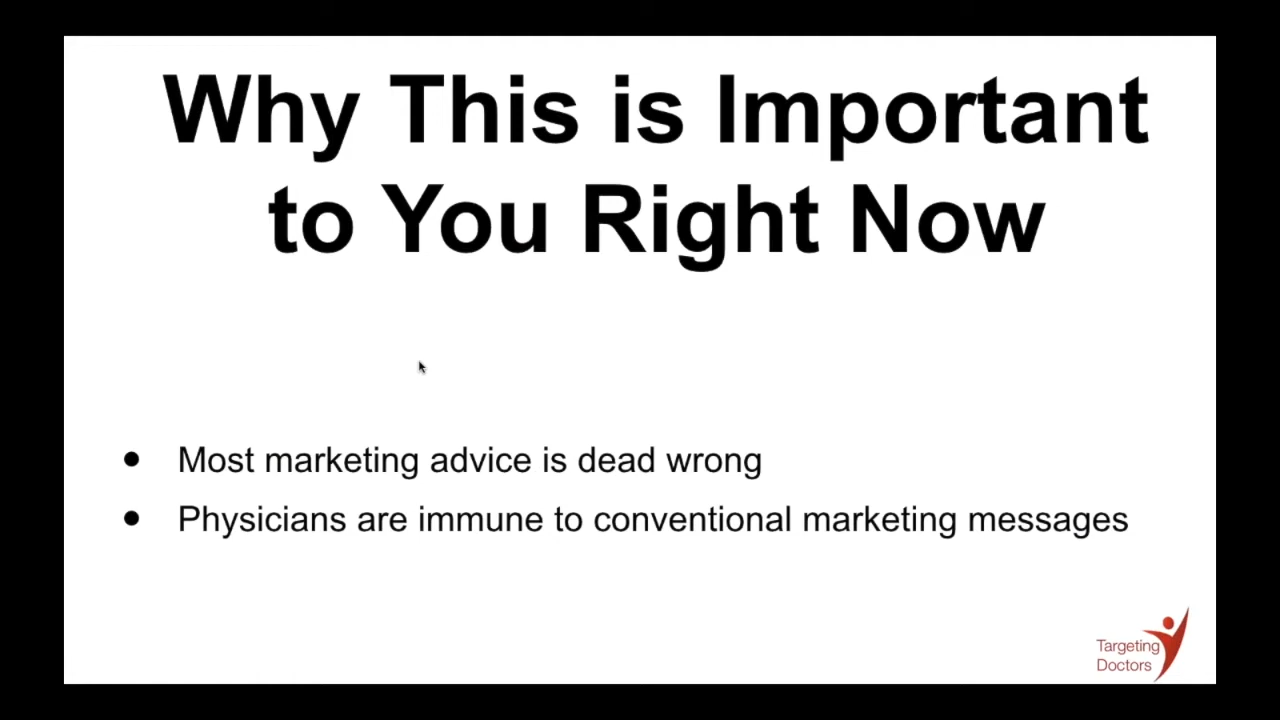 Why This is Important
to You Right Now
● Most marketing advice is dead wrong
● Physicians are immune to conventional marketing messages
Targeting
Doctors